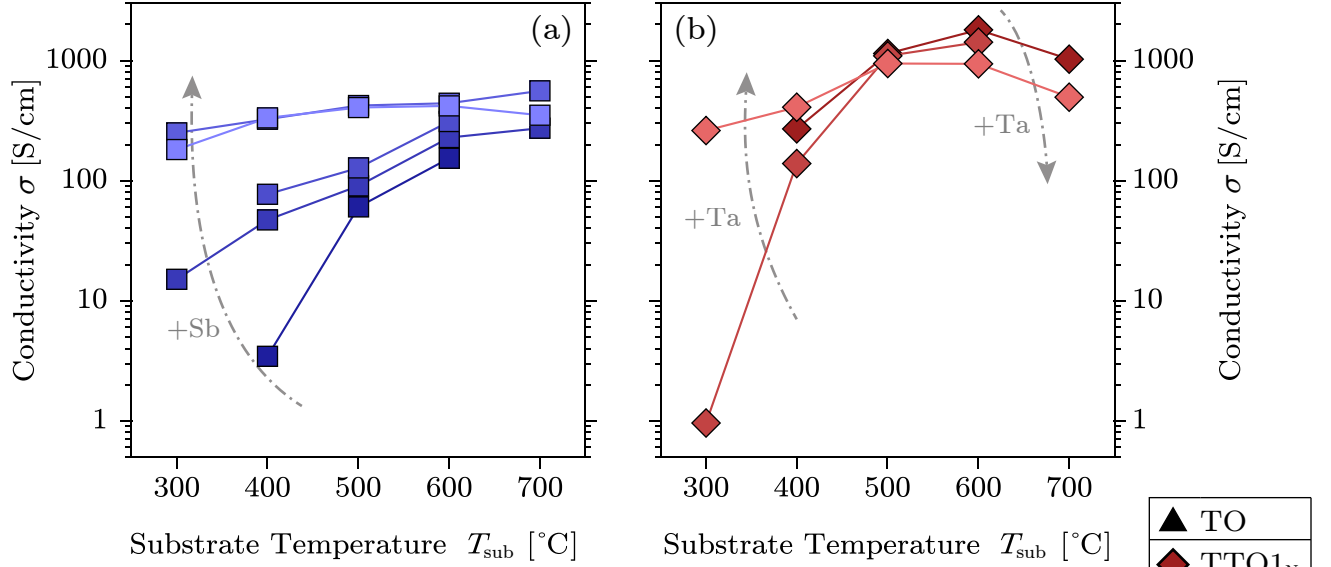 (a)
(b)
1000
100
10
1
Conductivity σ [S/cm]
+Sb
300 400 500 600 700
Substrate Temperature T_sub [°C]
+Ta
+Ta
300 400 500 600 700
Substrate Temperature T_sub [°C]
1000
100
10
1
Conductivity σ [S/cm]
TO